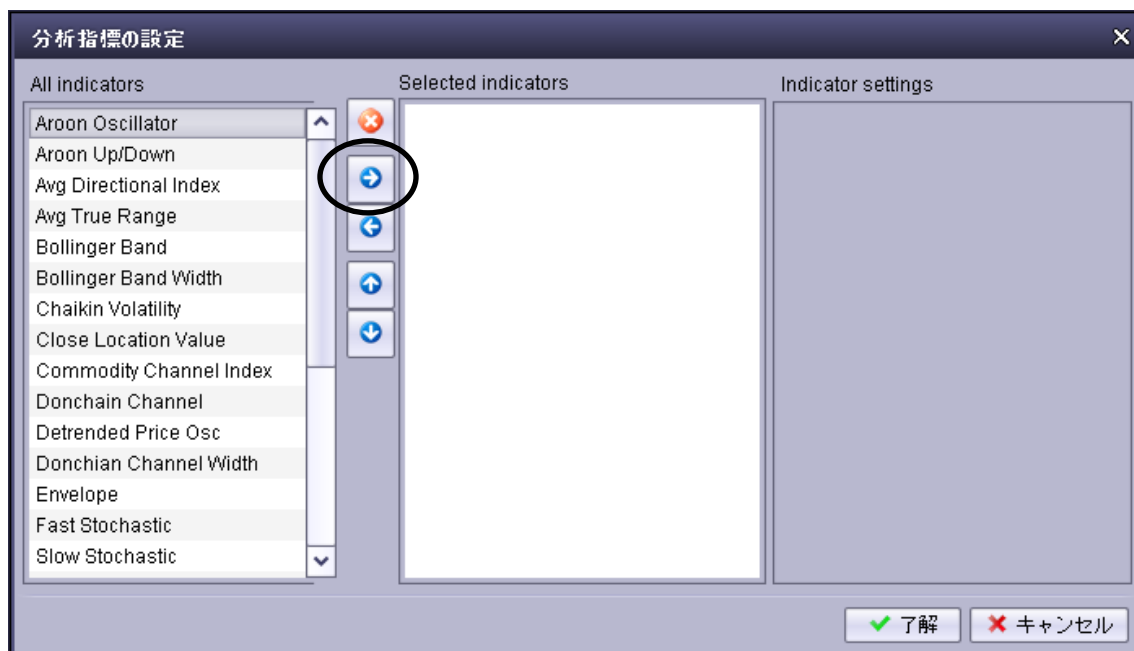 分析指標の設定
All indicators
Selected indicators
Indicator settings
Aroon Oscillator
Aroon Up/Down
Avg Directional Index
Avg True Range
Bollinger Band
Bollinger Band Width
Chaikin Volatility
Close Location Value
Commodity Channel Index
Donchain Channel
Detrended Price Osc
Donchian Channel Width
Envelope
Fast Stochastic
Slow Stochastic
了解
キャンセル